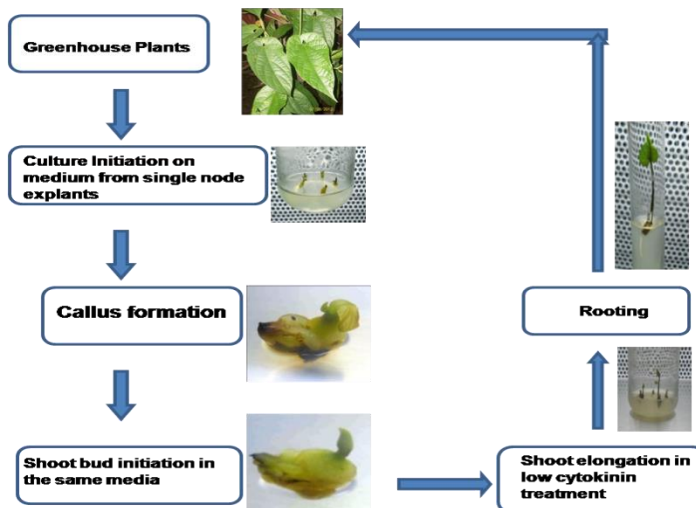 Greenhouse Plants
Culture Initiation on
medium from single node
explants
Callus formation
Shoot bud initiation in
the same media
Shoot elongation in
low cytokinin
treatment
Rooting